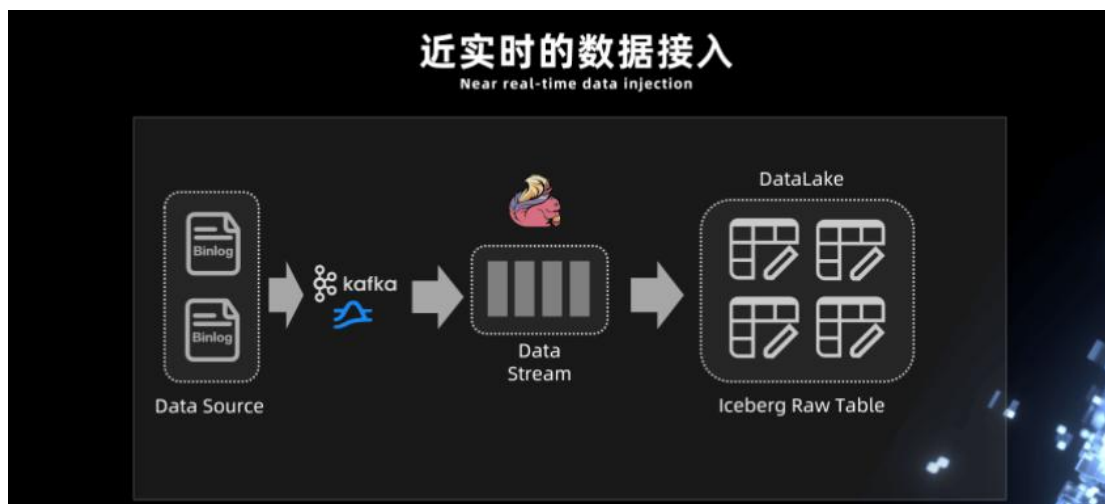 近实时的数据接入
Near real-time data injection
DataLake
Binlog
kafka
Binlog
Data
Stream
Data Source
Iceberg Raw Table